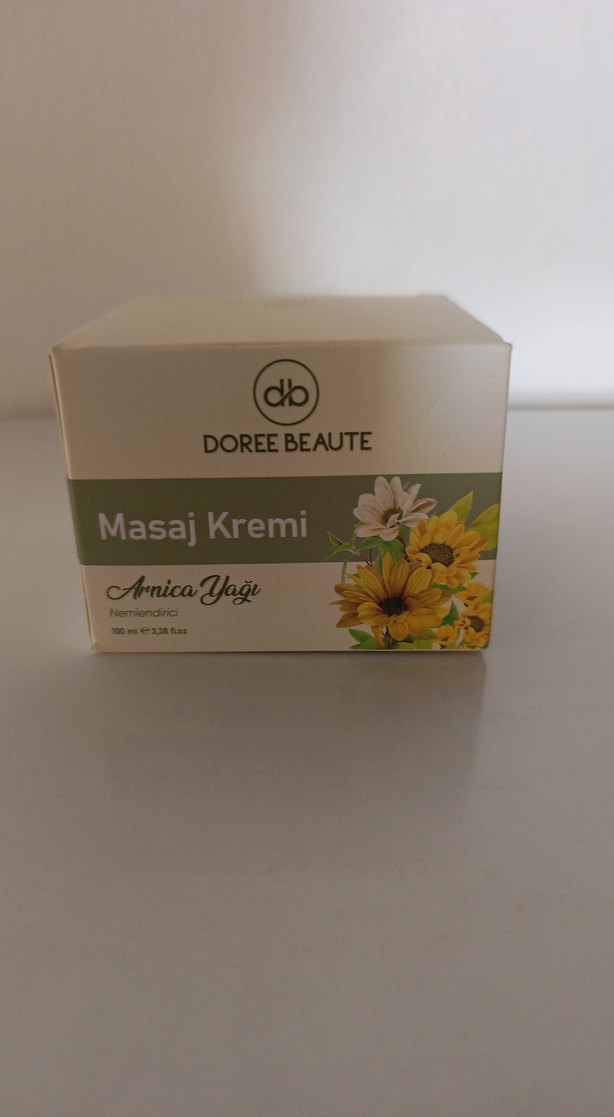 db
DOREE BEAUTE
Masaj Kremi
Arnica Yağı
Nemlendirici
100 ml ℮ 3,38 fl.oz